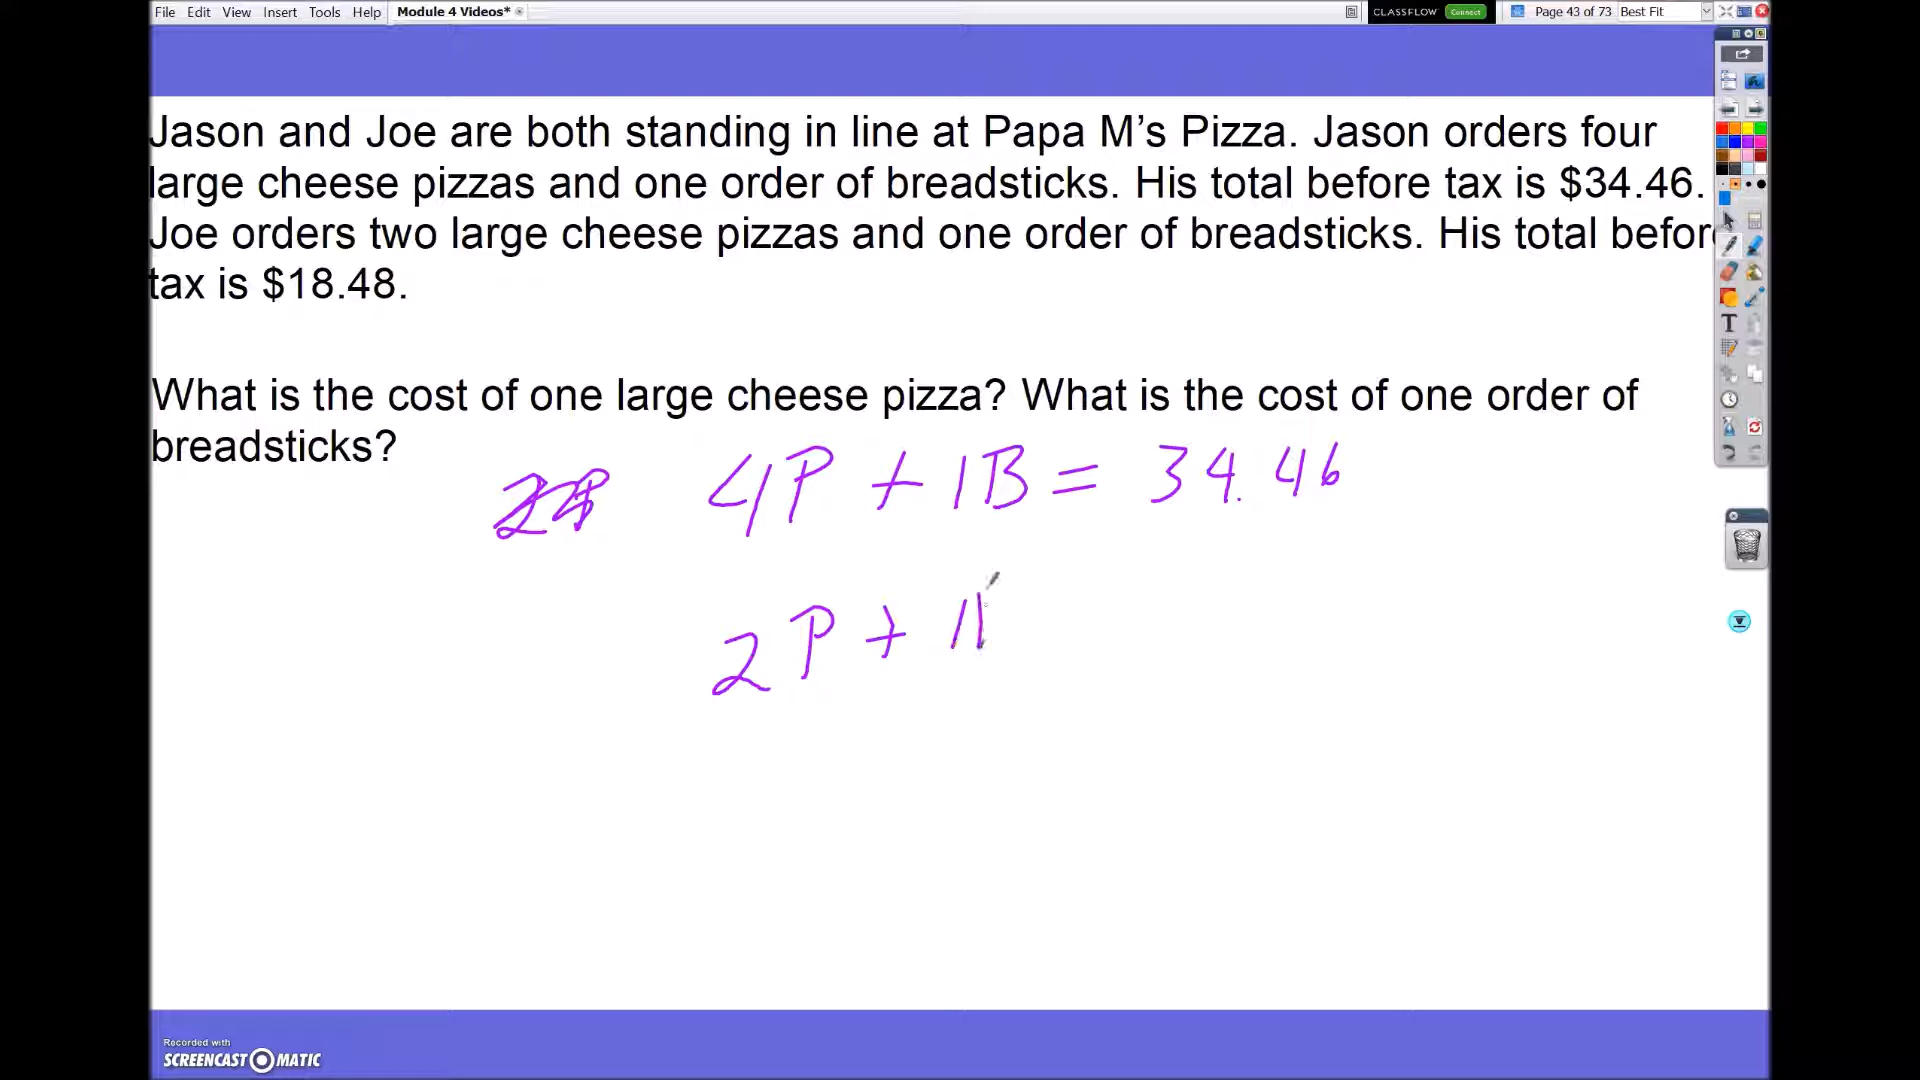 File Edit View Insert Tools Help Module 4 Videos* CLASSFLOW Connect Page 43 of 73 Best Fit
Jason and Joe are both standing in line at Papa M’s Pizza. Jason orders four
large cheese pizzas and one order of breadsticks. His total before tax is $34.46.
Joe orders two large cheese pizzas and one order of breadsticks. His total befor
tax is $18.48.
What is the cost of one large cheese pizza? What is the cost of one order of
breadsticks?
4P + 1B = 34.46
2P + 1
T
Recorded with
SCREENCAST MATIC